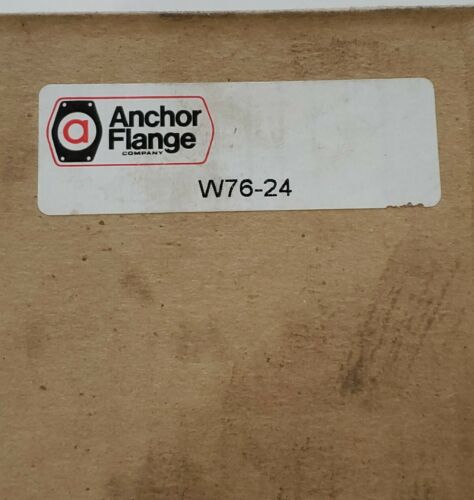 a
Anchor
Flange
COMPANY
W76-24